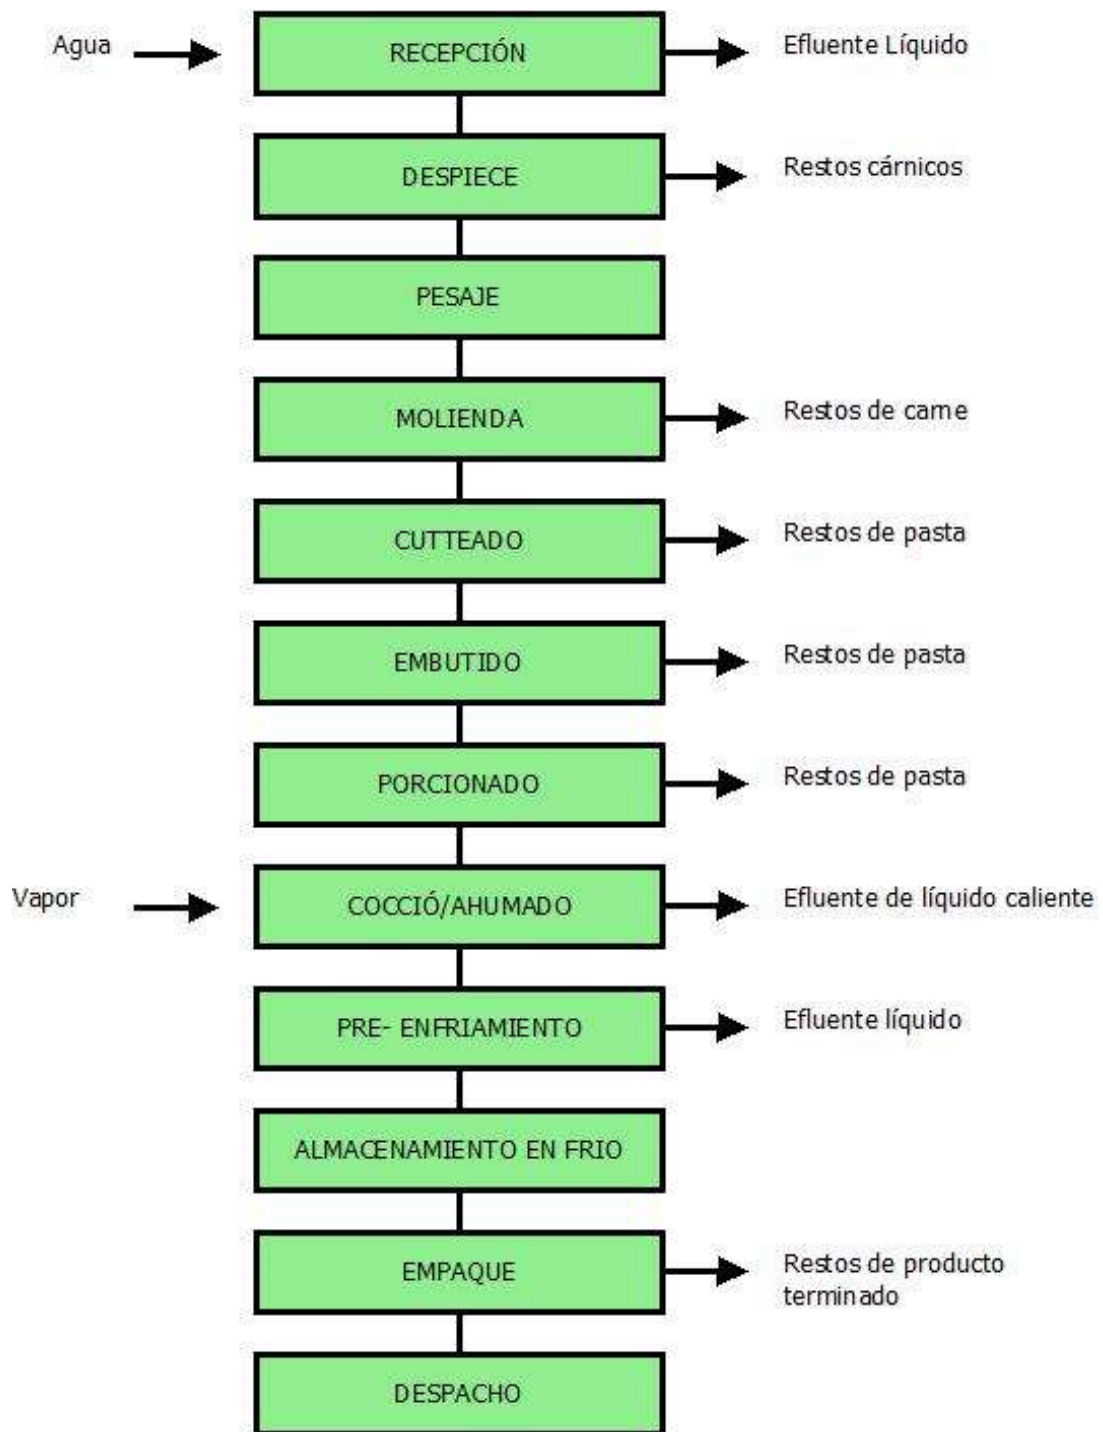 Agua
RECEPCIÓN
Efluente Líquido
DESPIECE
Restos cárnicos
PESAJE
MOLIENDA
Restos de carne
CUTTEADO
Restos de pasta
EMBUTIDO
Restos de pasta
PORCIONADO
Restos de pasta
Vapor
COCCIÓ/AHUMADO
Efluente de líquido caliente
PRE- ENFRIAMIENTO
Efluente líquido
ALMACENAMIENTO EN FRIO
EMPAQUE
Restos de producto
terminado
DESPACHO